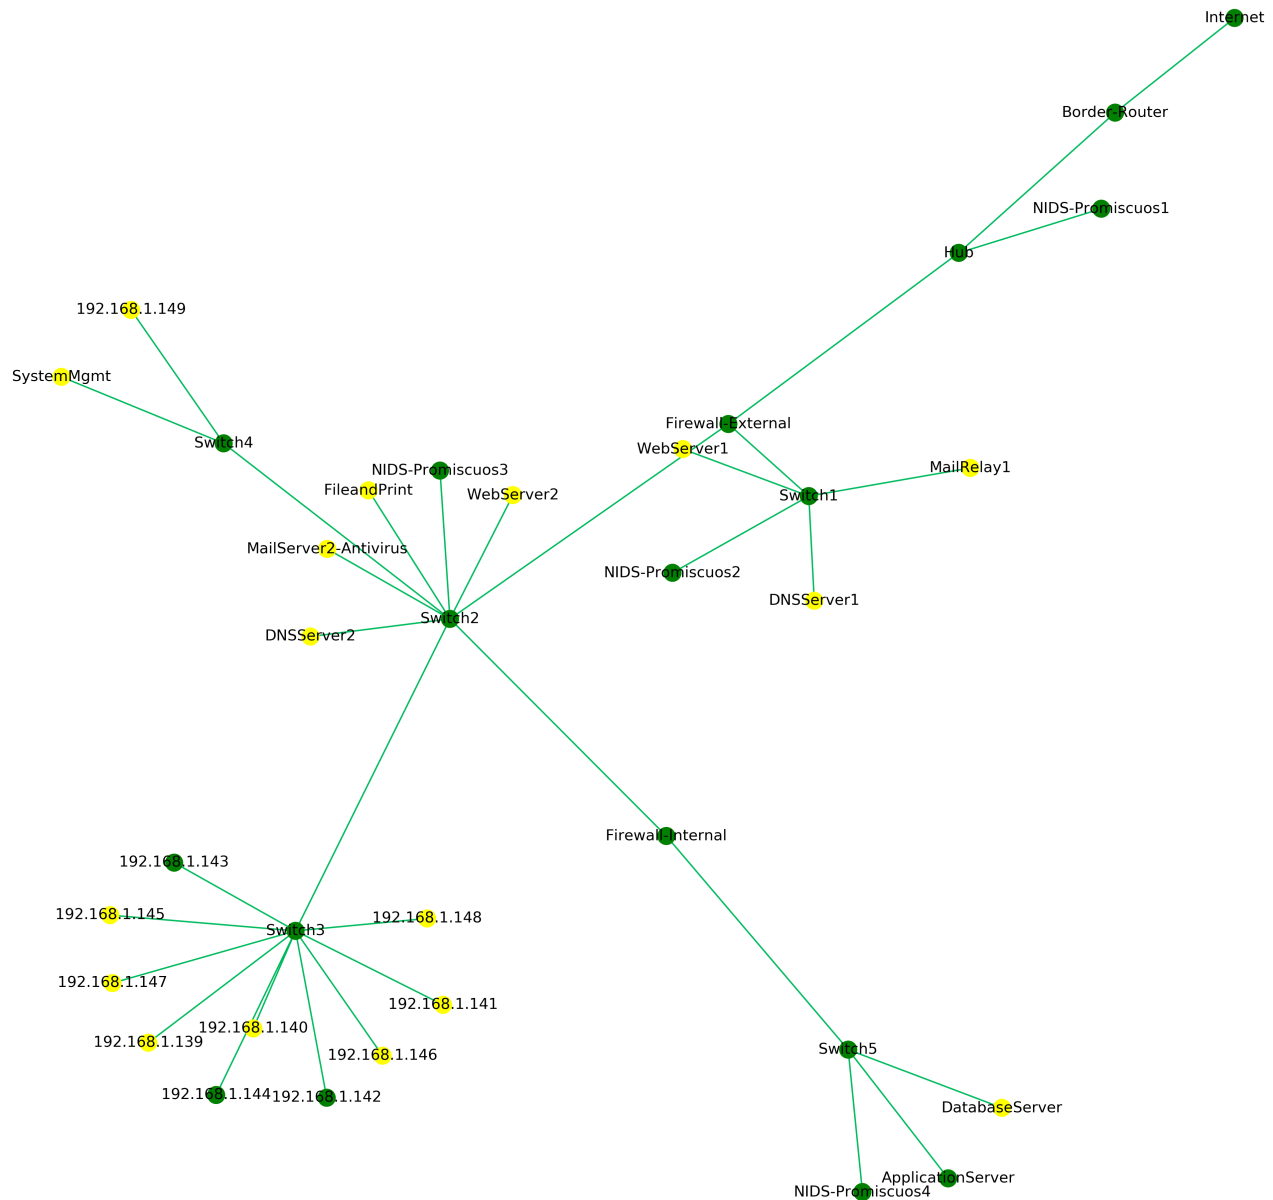 Internet
Border-Router
NIDS-Promiscuos1
Hub
192.168.1.149
SystemMgmt
Switch4
Firewall-External
WebServer1
MailRelay1
NIDS-Promiscuos3
FileandPrint
WebServer2
Switch1
MailServer2-Antivirus
NIDS-Promiscuos2
DNSServer1
Switch2
DNSServer2
Firewall-Internal
192.168.1.143
192.168.1.145
192.168.1.148
Switch3
192.168.1.147
192.168.1.141
192.168.1.140
192.168.1.139
192.168.1.146
Switch5
192.168.1.144
192.168.1.142
DatabaseServer
ApplicationServer
NIDS-Promiscuos4